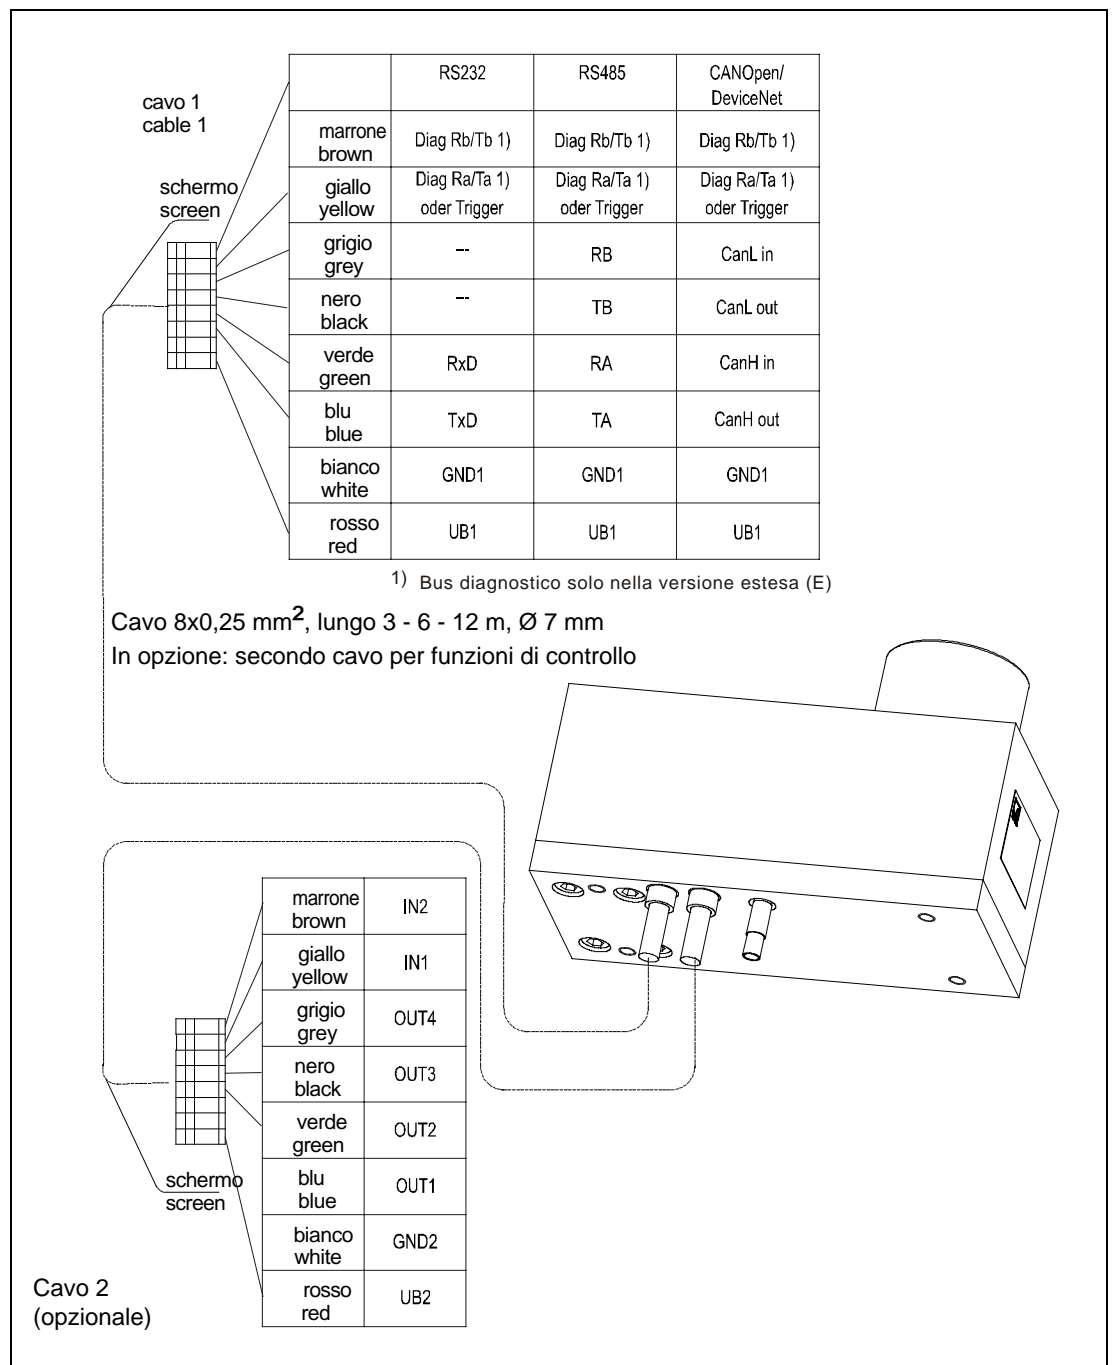 RS232 RS485 CANOpen/
DeviceNet
cavo 1
cable 1
marrone
brown
Diag Rb/Tb 1) Diag Rb/Tb 1) Diag Rb/Tb 1)
schermo
screen
giallo
yellow
Diag Ra/Ta 1) Diag Ra/Ta 1) Diag Ra/Ta 1)
oder Trigger oder Trigger oder Trigger
grigio
grey
--- RB CanL in
nero
black
--- TB CanL out
verde
green
RxD RA CanH in
blu
blue
TxD TA CanH out
bianco
white
GND1 GND1 GND1
rosso
red
UB1 UB1 UB1
1) Bus diagnostico solo nella versione estesa (E)
Cavo 8x0,25 mm², lungo 3 - 6 - 12 m, Ø 7 mm
In opzione: secondo cavo per funzioni di controllo
marrone
brown
IN2
giallo
yellow
IN1
grigio
grey
OUT4
nero
black
OUT3
verde
green
OUT2
schermo
screen
blu
blue
OUT1
bianco
white
GND2
rosso
red
UB2
Cavo 2
(opzionale)